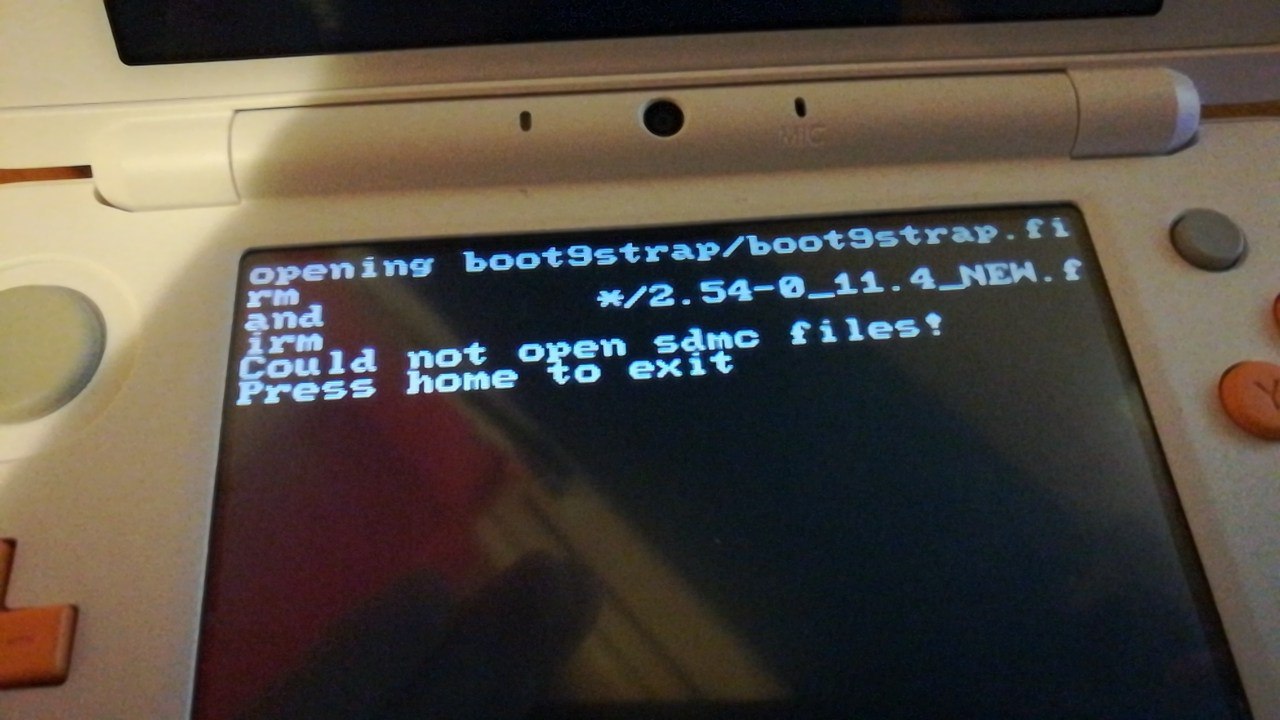 MIC
opening boot9strap/boot9strap.fi
rm
*/2.54-0_11.4_NEW.f
and
irm
Could not open sdmc files!
Press home to exit
Y